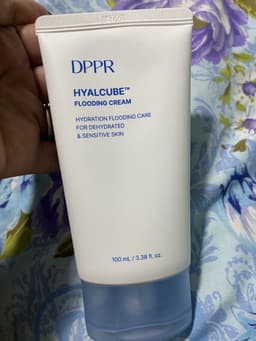 DPPR
HYALCUBE™
FLOODING CREAM
HYDRATION FLOODING CARE
FOR DEHYDRATED
& SENSITIVE SKIN
100 mL / 3.38 fl. oz.